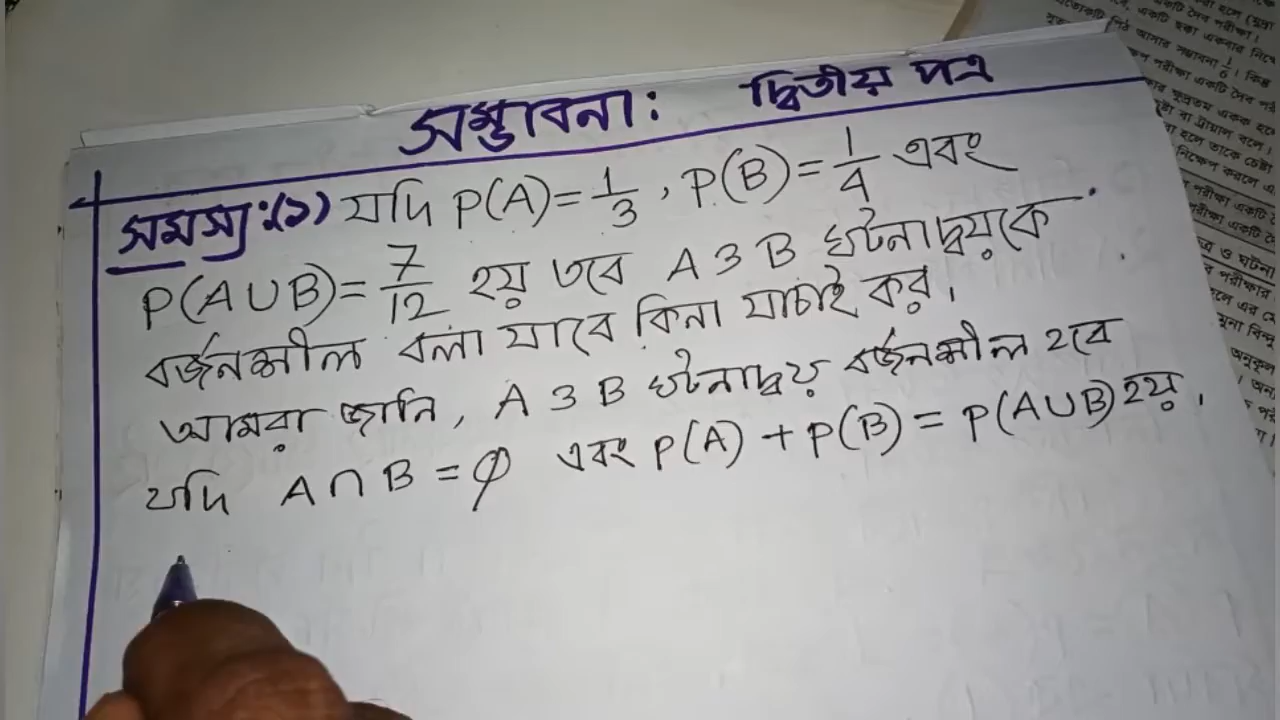 সম্ভাবনা: দ্বিতীয় পত্র
সমস্য:(১) যদি P(A)=1/3, P(B)=1/4 এবং
P(A∪B)=7/12 হয় তবে A ও B ঘটনাদ্বয়কে
বর্জনশীল বলা যাবে কিনা যাচাই কর।
আমরা জানি, A ও B ঘটনাদ্বয় বর্জনশীল হবে
যদি A∩B=φ এবং P(A)+P(B)=P(A∪B) হয়।